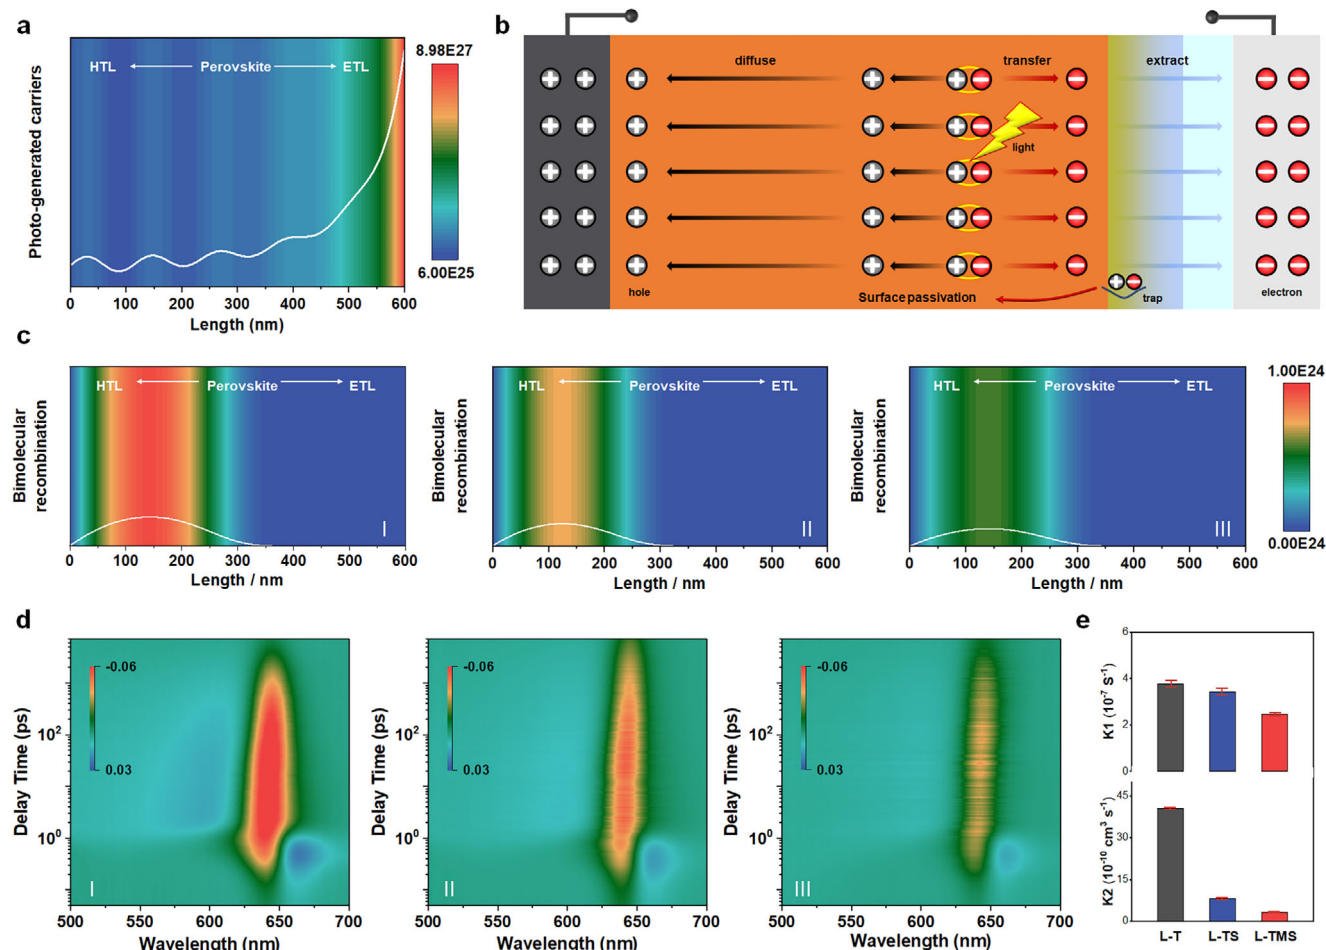 a
Photo-generated carriers
HTL
Perovskite
ETL
8.98E27
6.00E25
0
100
200
300
400
500
600
Length (nm)
b
diffuse
transfer
extract
light
hole
Surface passivation
trap
electron
c
Bimolecular
recombination
HTL
Perovskite
ETL
I
0
100
200
300
400
500
600
Length / nm
Bimolecular
recombination
HTL
Perovskite
ETL
II
0
100
200
300
400
500
600
Length / nm
Bimolecular
recombination
HTL
Perovskite
ETL
III
0
100
200
300
400
500
600
Length / nm
1.00E24
0.00E24
d
Delay Time (ps)
10²
10⁰
-0.06
0.03
I
500
550
600
650
700
Wavelength (nm)
Delay Time (ps)
10²
10⁰
-0.06
0.03
II
500
550
600
650
700
Wavelength (nm)
Delay Time (ps)
10²
10⁰
-0.06
0.03
III
500
550
600
650
700
Wavelength (nm)
e
K1 (10⁻⁷ S⁻¹)
6
4
2
0
K2 (10⁻¹⁰ cm³ s⁻¹)
45
30
15
0
L-T
L-TS
L-TMS